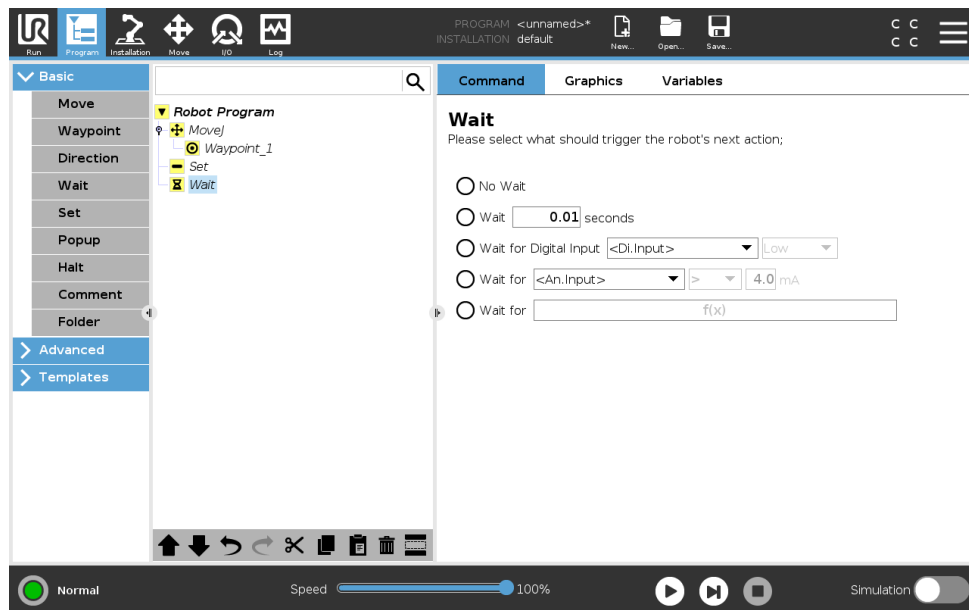 PROGRAM <unnamed>*
INSTALLATION default
UR
Run
Program
Installation
Move
I/O
Log
New...
Open...
Save...
C C
C C
Basic
Move
Waypoint
Direction
Wait
Set
Popup
Halt
Comment
Folder
Advanced
Templates
Robot Program
MoveJ
Waypoint_1
Set
Wait
Command Graphics Variables
Wait
Please select what should trigger the robot's next action;
No Wait
Wait 0.01 seconds
Wait for Digital Input <Di.Input> Low
Wait for <An.Input> > 4.0 mA
Wait for f(x)
Normal
Speed 100%
Simulation